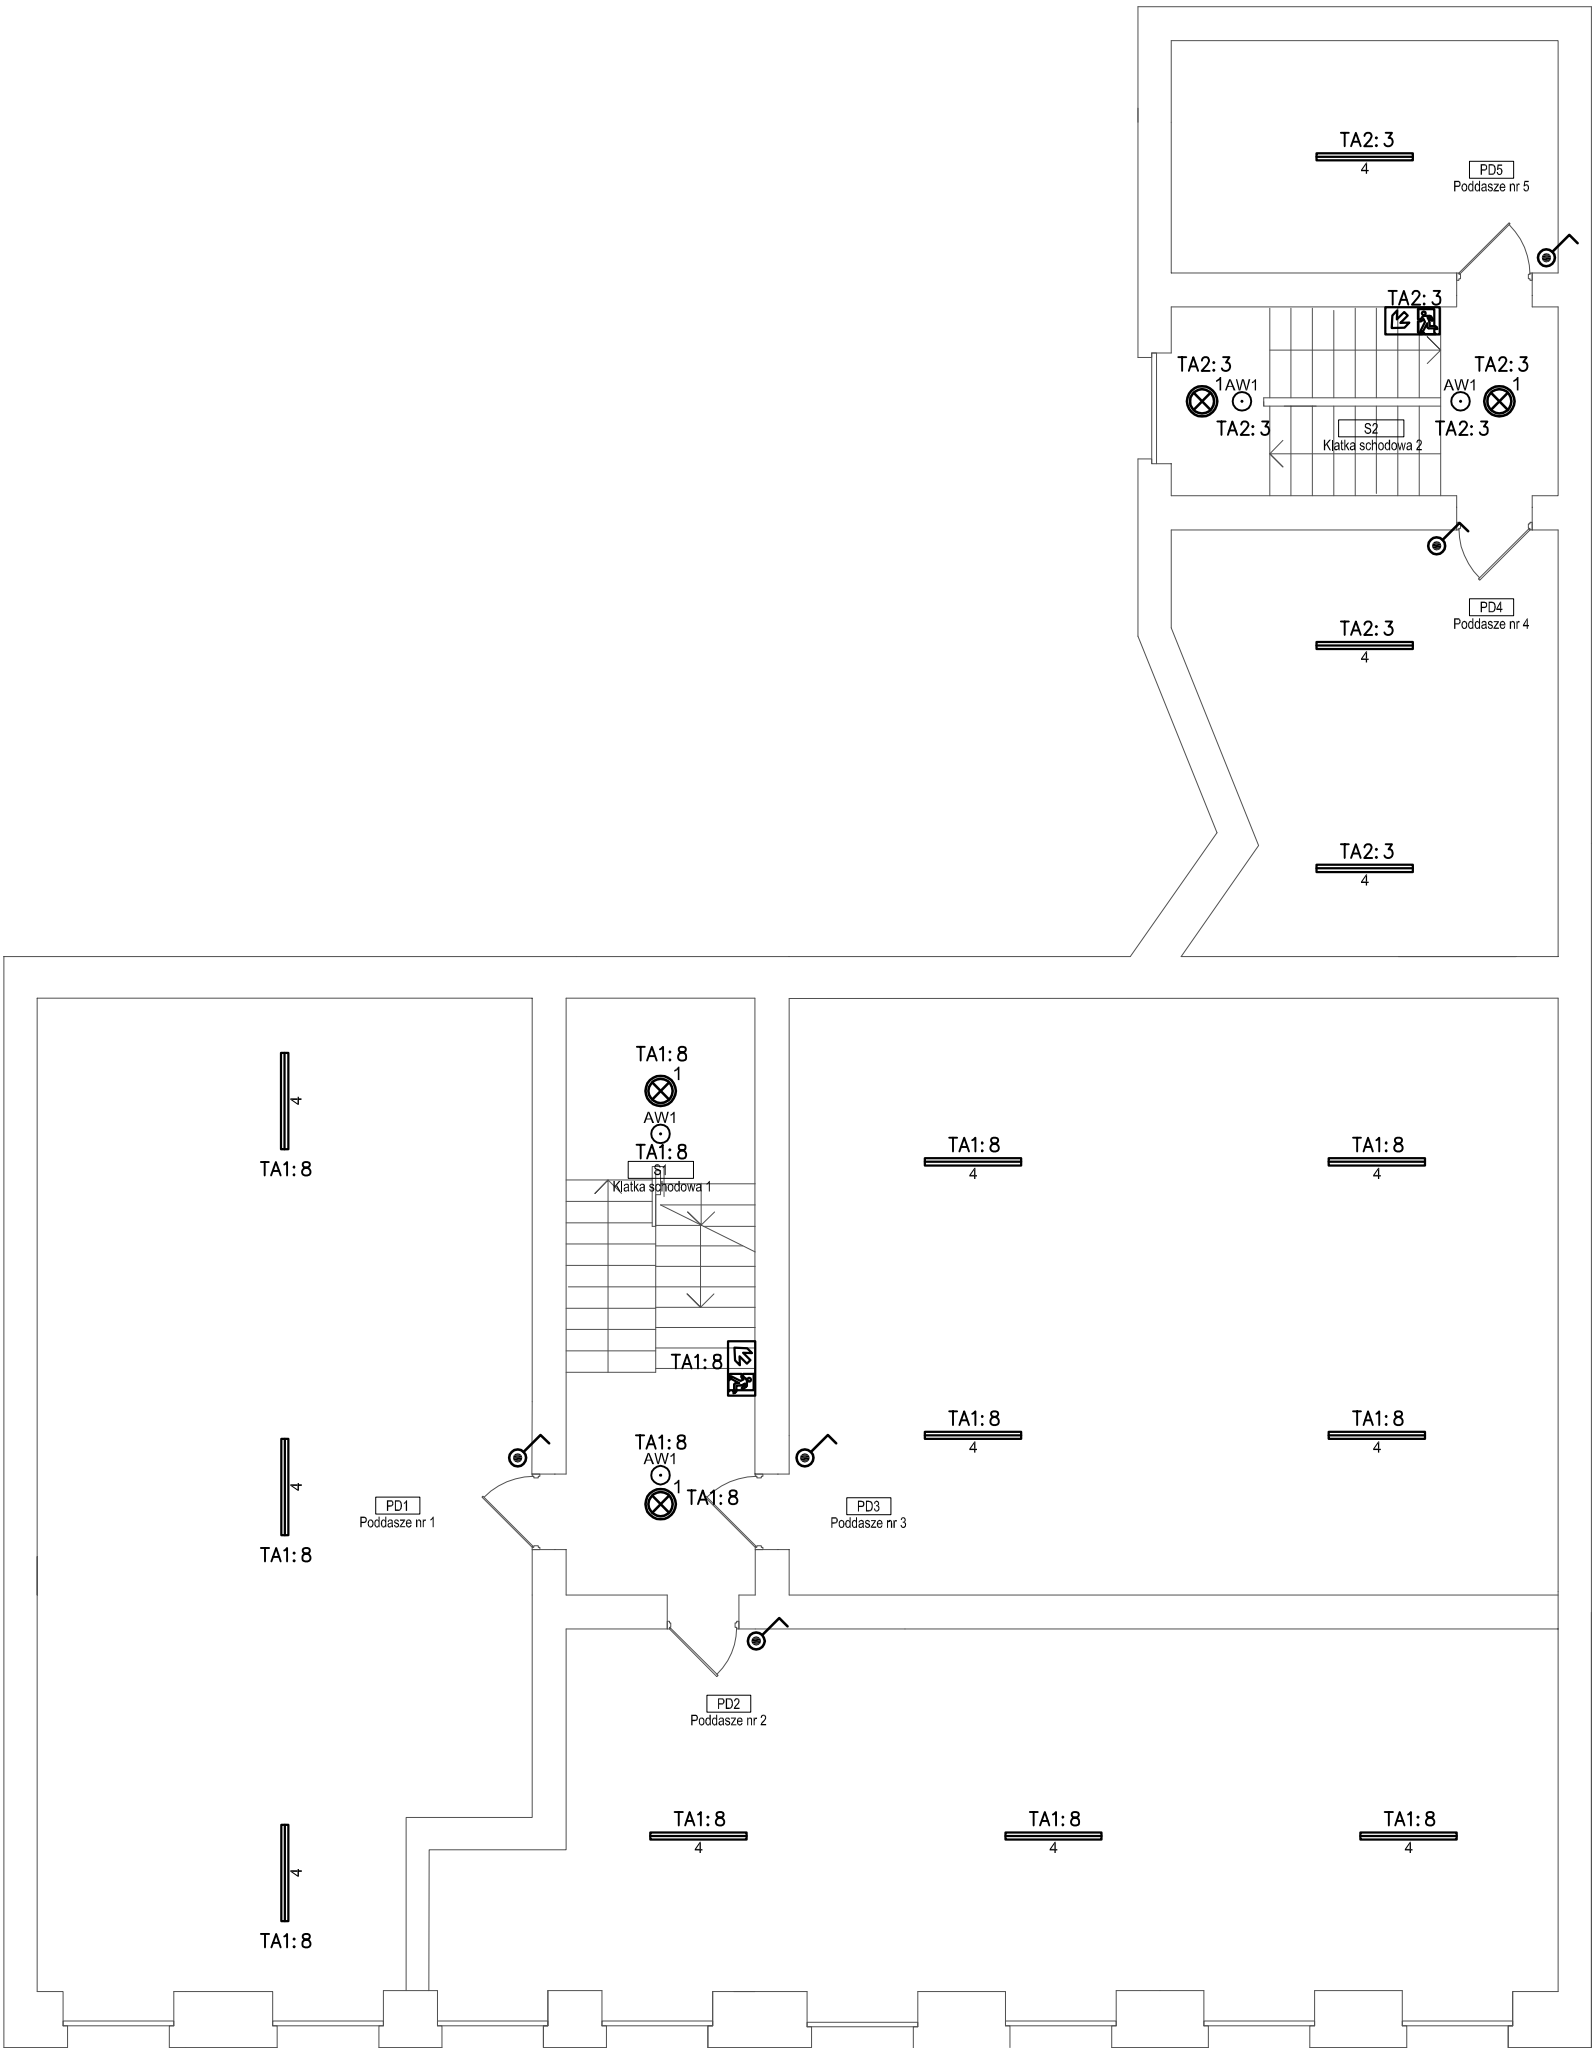 TA2: 3
4
PD5
Poddasze nr 5
TA2: 3
TA2: 3
1
AW1
TA2: 3
AW1
TA2: 3
1
TA2: 3
S2
Klatka schodowa 2
PD4
Poddasze nr 4
TA2: 3
4
TA2: 3
4
TA1: 8
1
AW1
TA1: 8
S1
Klatka schodowa 1
4
TA1: 8
TA1: 8
4
TA1: 8
4
TA1: 8
TA1: 8
4
TA1: 8
4
TA1: 8
AW1
1
TA1: 8
4
TA1: 8
PD1
Poddasze nr 1
PD3
Poddasze nr 3
PD2
Poddasze nr 2
TA1: 8
4
TA1: 8
4
TA1: 8
4
4
TA1: 8